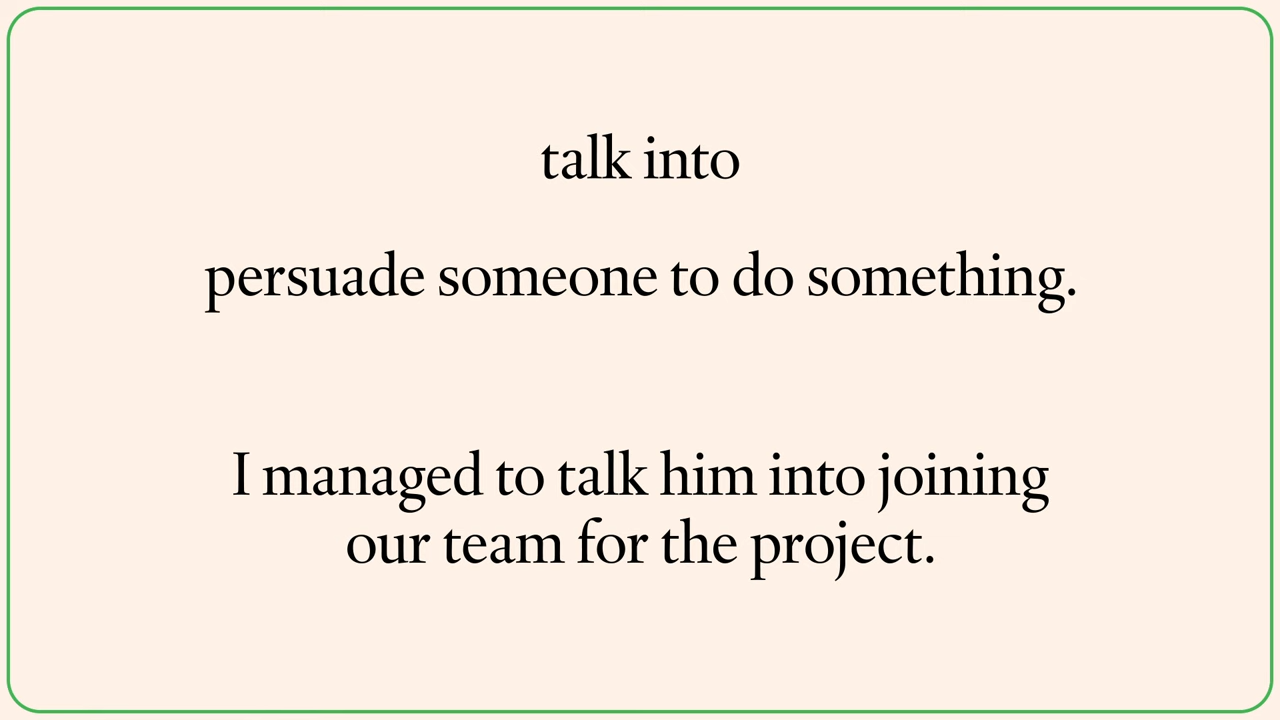 talk into
persuade someone to do something.
I managed to talk him into joining
our team for the project.